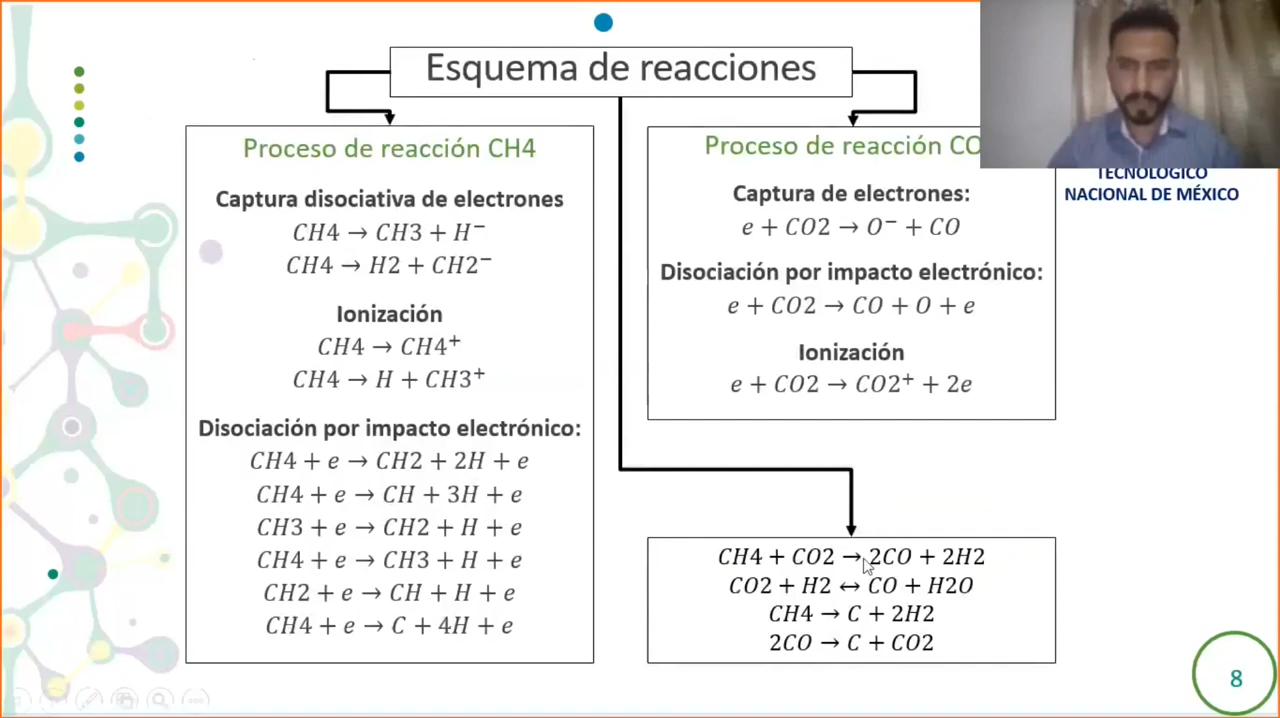 Esquema de reacciones
Proceso de reacción CH4
Captura disociativa de electrones
CH4 → CH3 + H⁻
CH4 → H2 + CH2⁻
Ionización
CH4 → CH4⁺
CH4 → H + CH3⁺
Disociación por impacto electrónico:
CH4 + e → CH2 + 2H + e
CH4 + e → CH + 3H + e
CH3 + e → CH2 + H + e
CH4 + e → CH3 + H + e
CH2 + e → CH + H + e
CH4 + e → C + 4H + e
Proceso de reacción CO
Captura de electrones:
e + CO2 → O⁻ + CO
Disociación por impacto electrónico:
e + CO2 → CO + O + e
Ionización
e + CO2 → CO2⁺ + 2e
CH4 + CO2 → 2CO + 2H2
CO2 + H2 ↔ CO + H2O
CH4 → C + 2H2
2CO → C + CO2
TECNOLÓGICO
NACIONAL DE MÉXICO
8